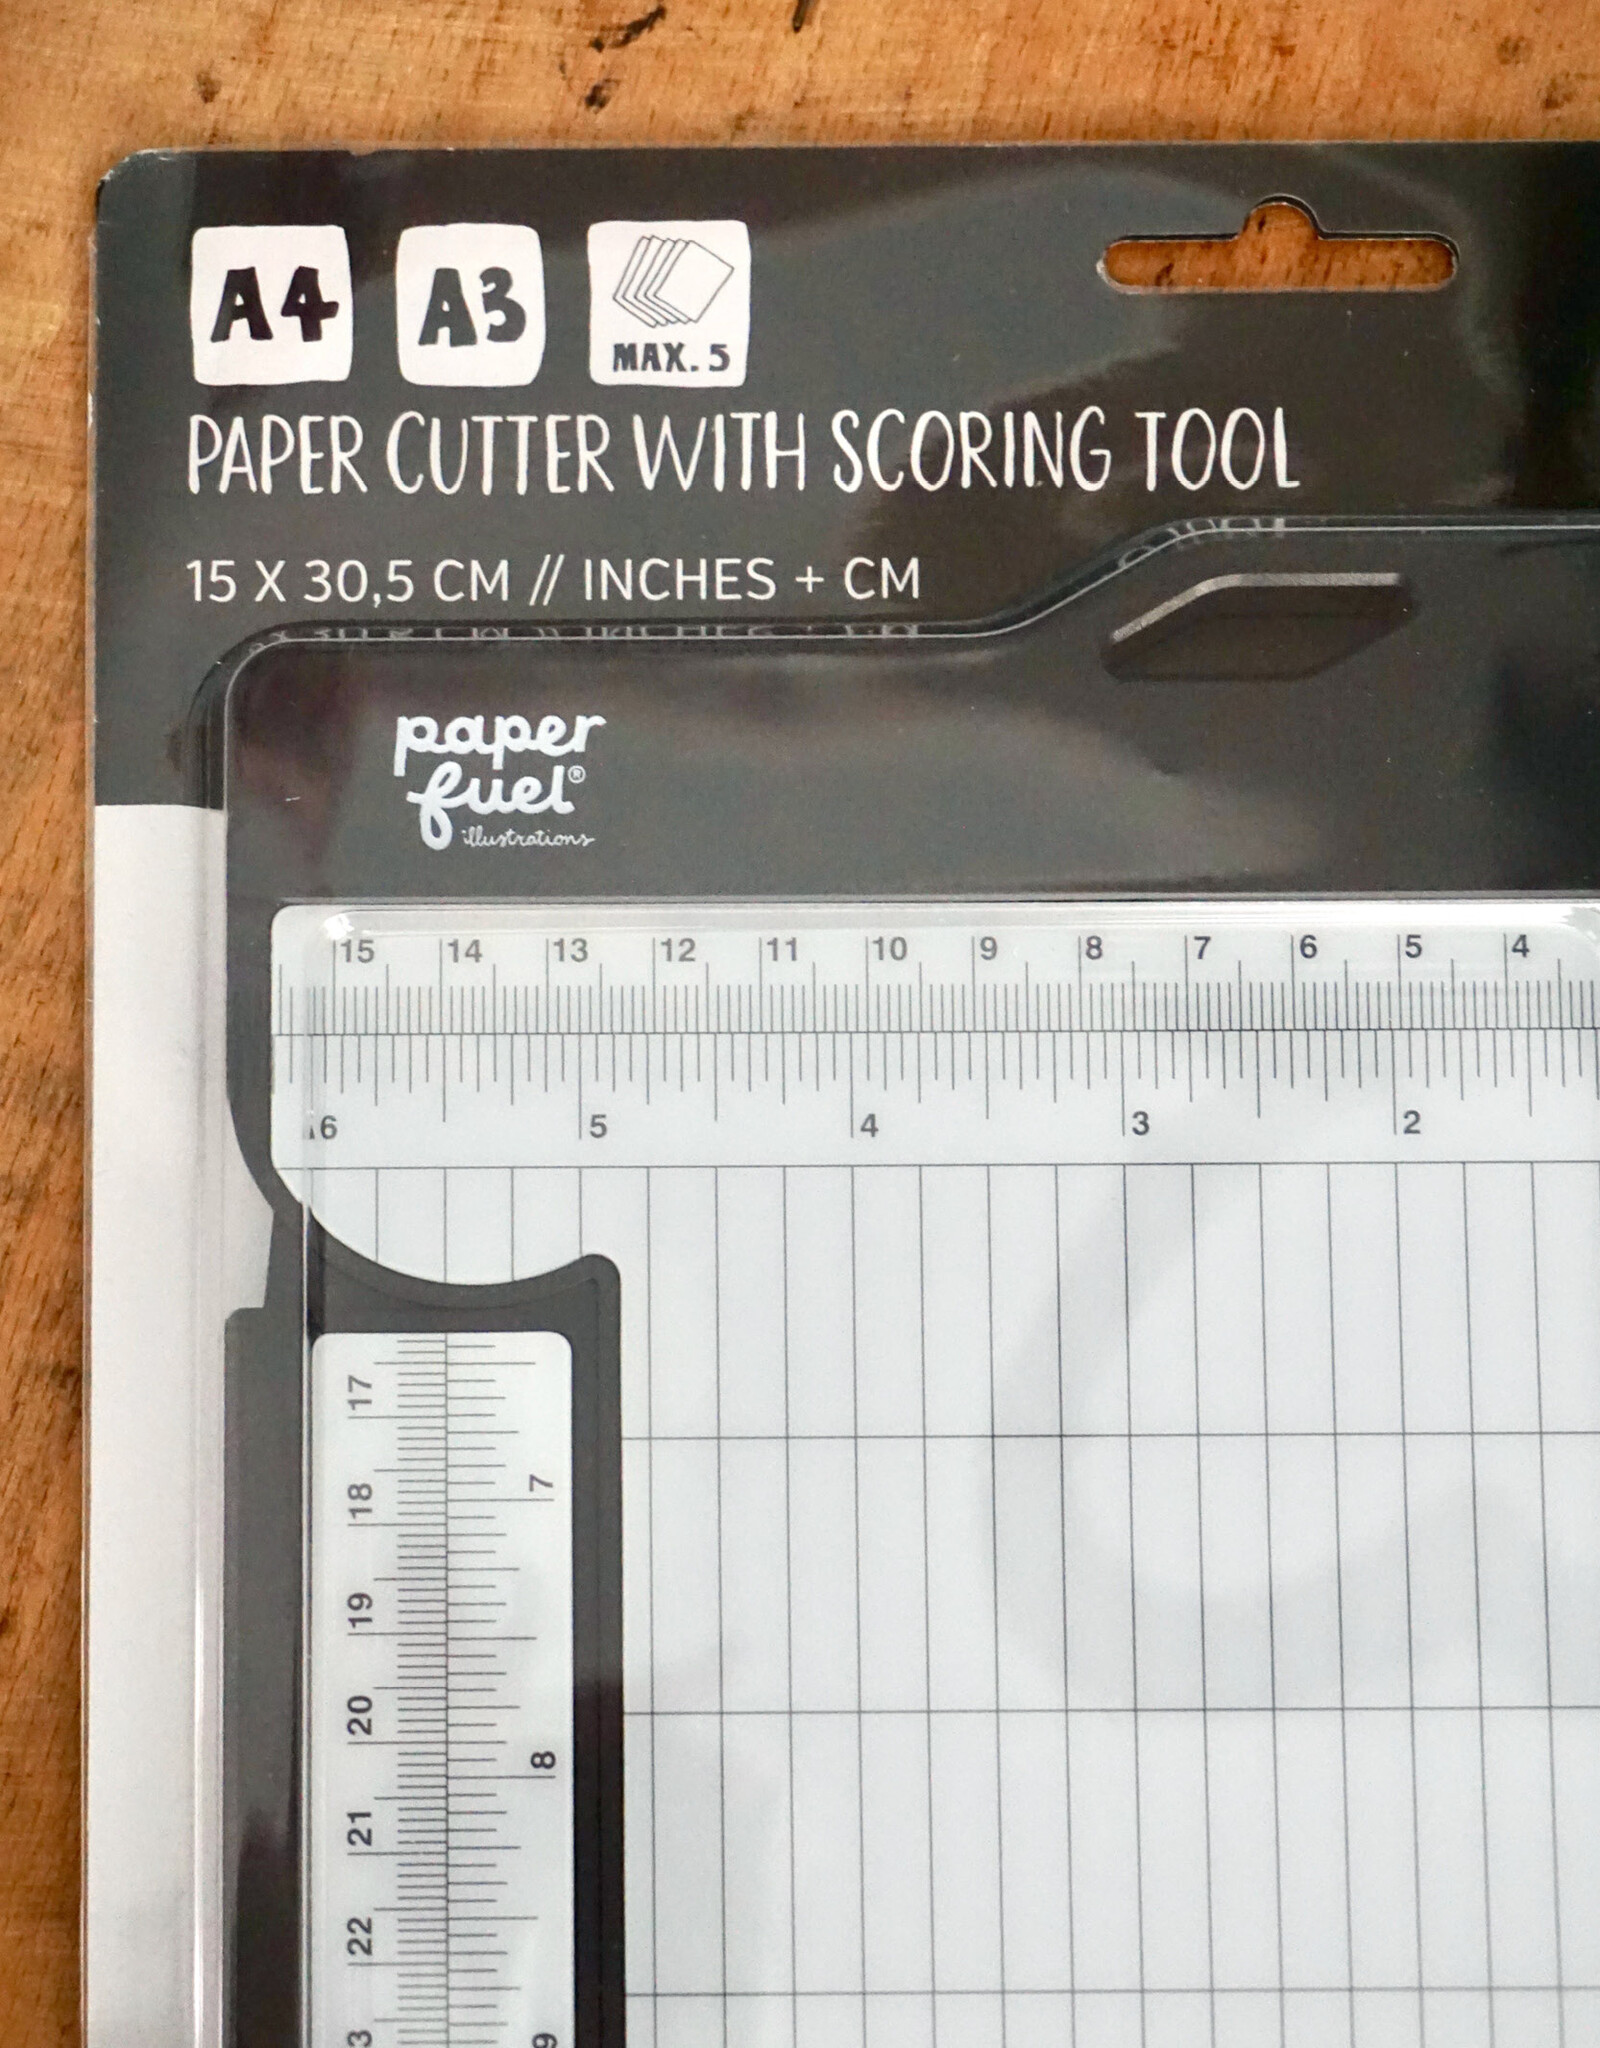 A4 A3
MAX. 5
PAPER CUTTER WITH SCORING TOOL
15 X 30,5 CM // INCHES + CM
paper
fuel®
illustrations
15 14 13 12 11 10 9 8 7 6 5 4
6 5 4 3 2
17
7
18
19
20
8
21
22
9